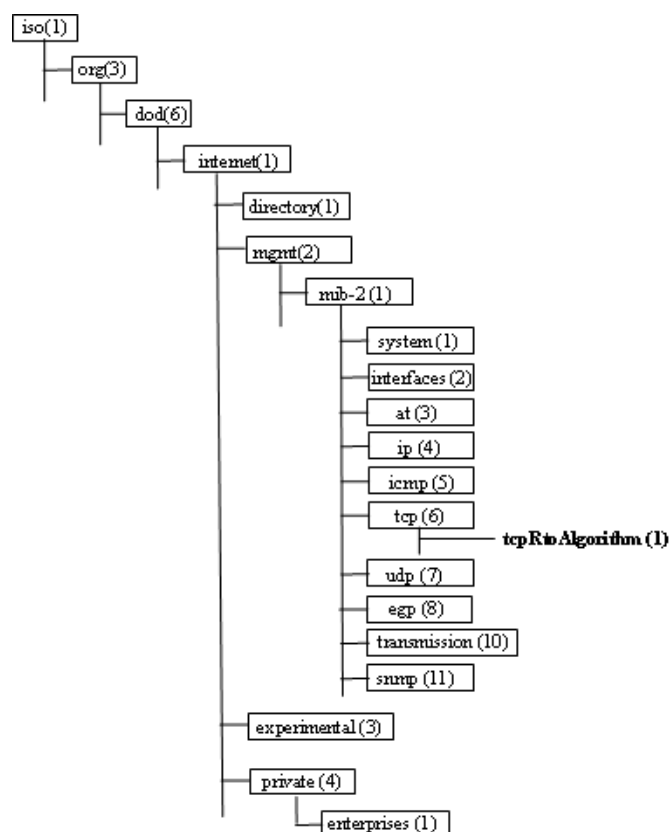 iso(1)
org(3)
dod(6)
internet(1)
directory(1)
mgmt(2)
mib-2 (1)
system (1)
interfaces (2)
at (3)
ip (4)
icmp (5)
tcp (6)
tcpRtoAlgorithm (1)
udp (7)
egp (8)
transmission (10)
snmp (11)
experimental (3)
private (4)
enterprises (1)